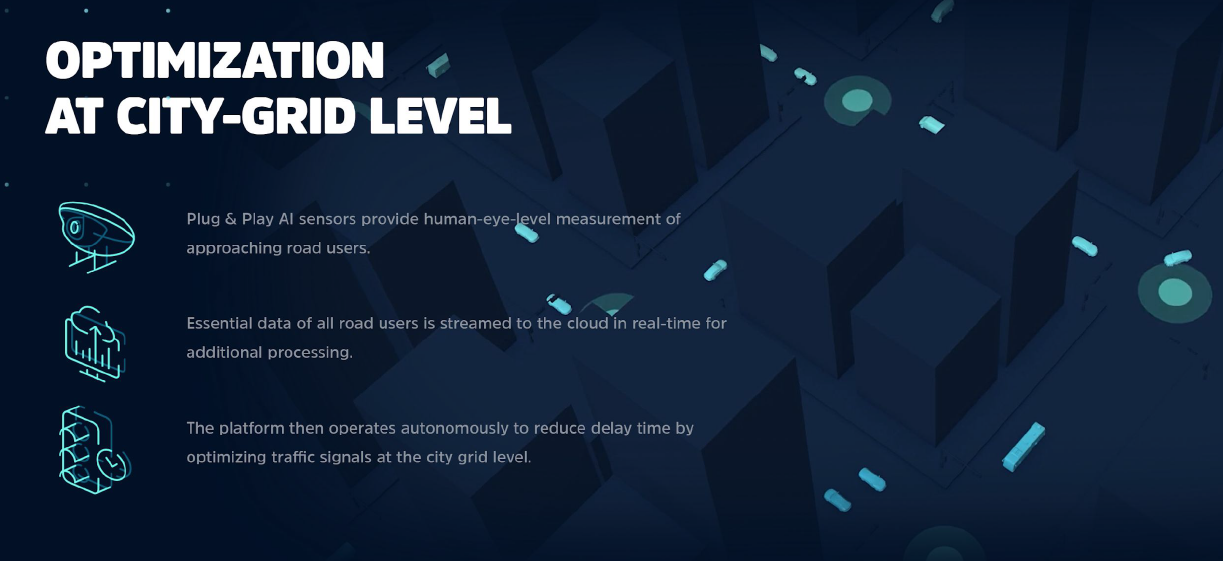 OPTIMIZATION
AT CITY-GRID LEVEL
Plug & Play AI sensors provide human-eye-level measurement of
approaching road users.
Essential data of all road users is streamed to the cloud in real-time for
additional processing.
The platform then operates autonomously to reduce delay time by
optimizing traffic signals at the city grid level.